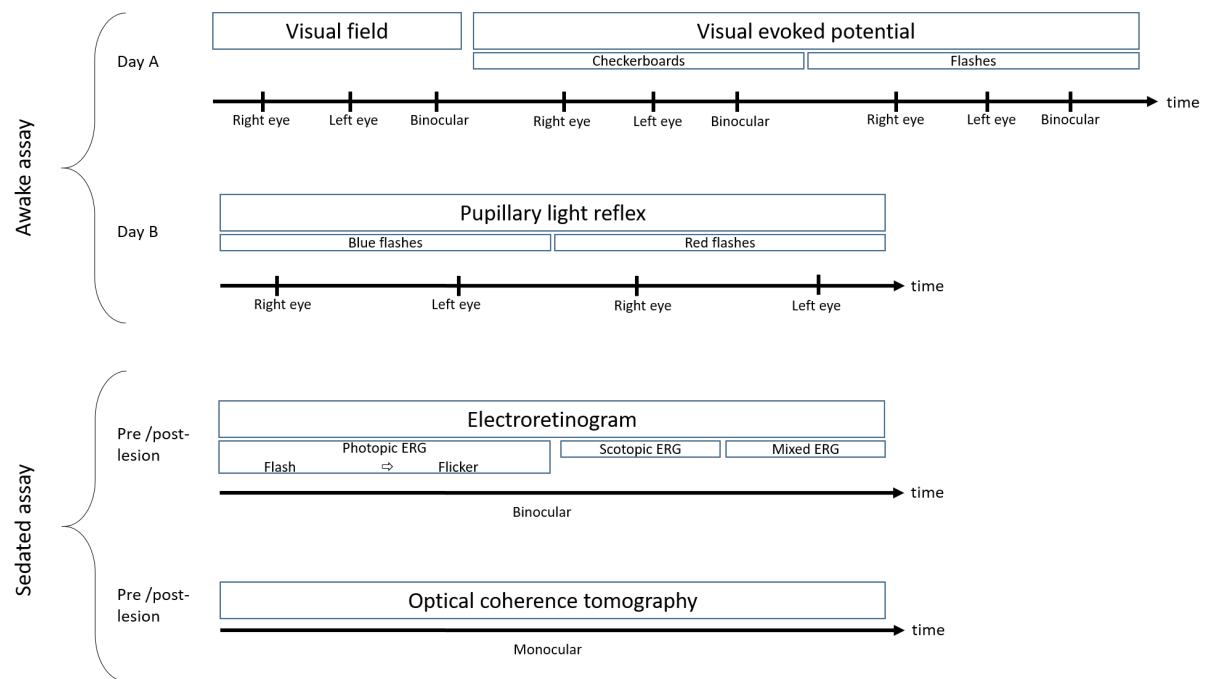 Awake assay
Day A
Visual field
Visual evoked potential
Checkerboards
Flashes
Right eye
Left eye
Binocular
Right eye
Left eye
Binocular
Right eye
Left eye
Binocular
time
Day B
Pupillary light reflex
Blue flashes
Red flashes
Right eye
Left eye
Right eye
Left eye
time
Sedated assay
Pre /post-
lesion
Electroretinogram
Photopic ERG
Flash ⇨ Flicker
Scotopic ERG
Mixed ERG
time
Binocular
Pre /post-
lesion
Optical coherence tomography
time
Monocular